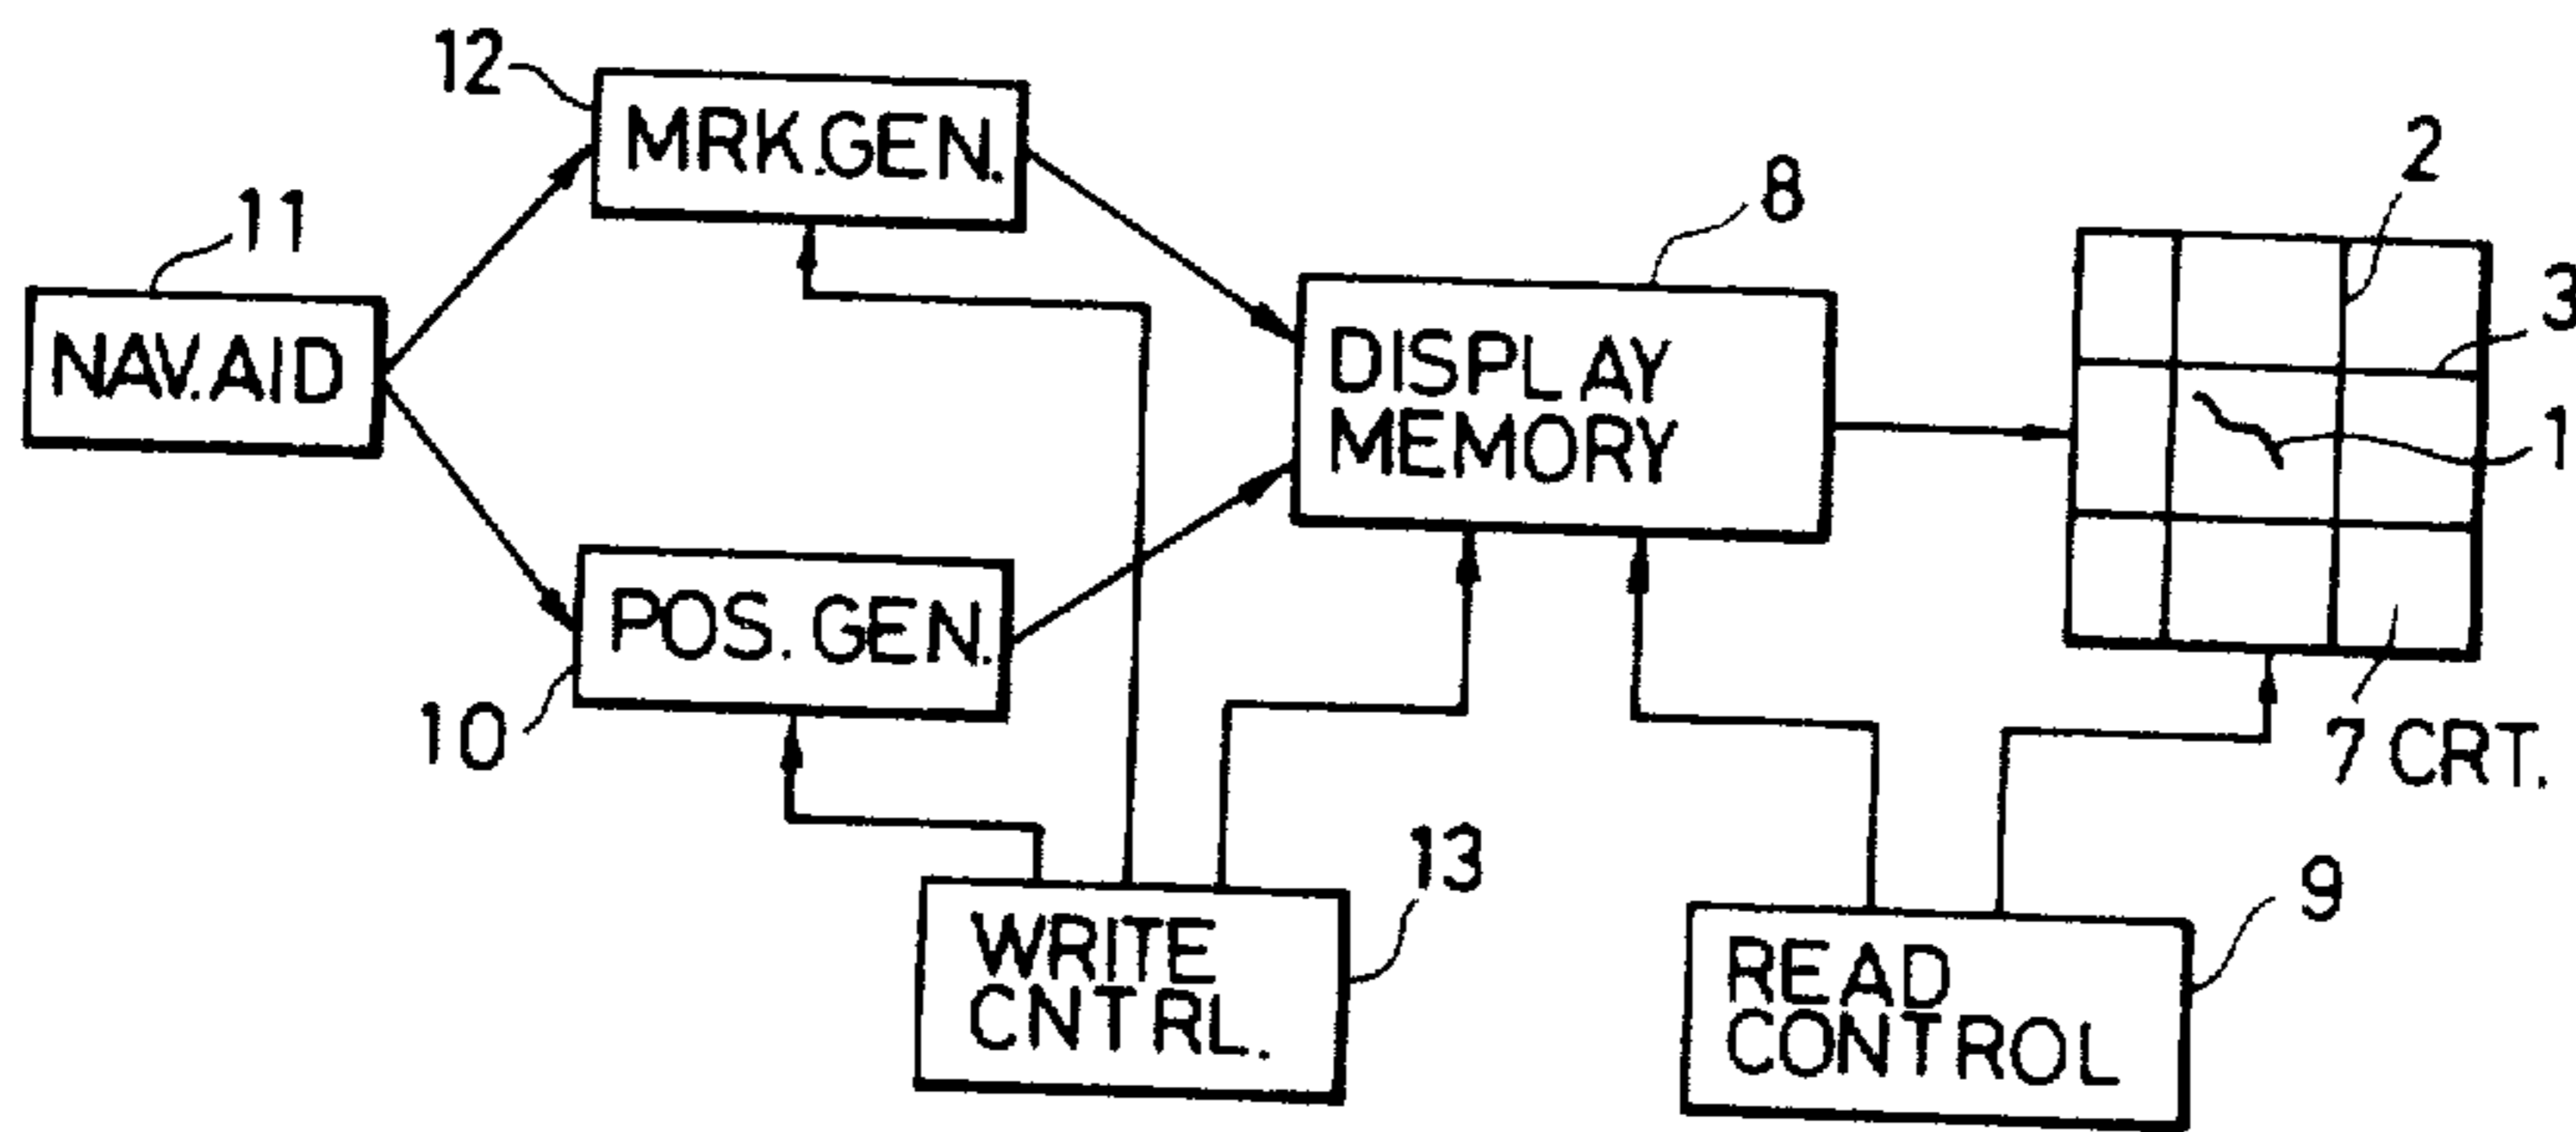 12
MRK.GEN.
2
11
8
3
NAV.AID
DISPLAY
MEMORY
1
POS. GEN.
10
7 CRT.
13
9
WRITE
CNTRL.
READ
CONTROL